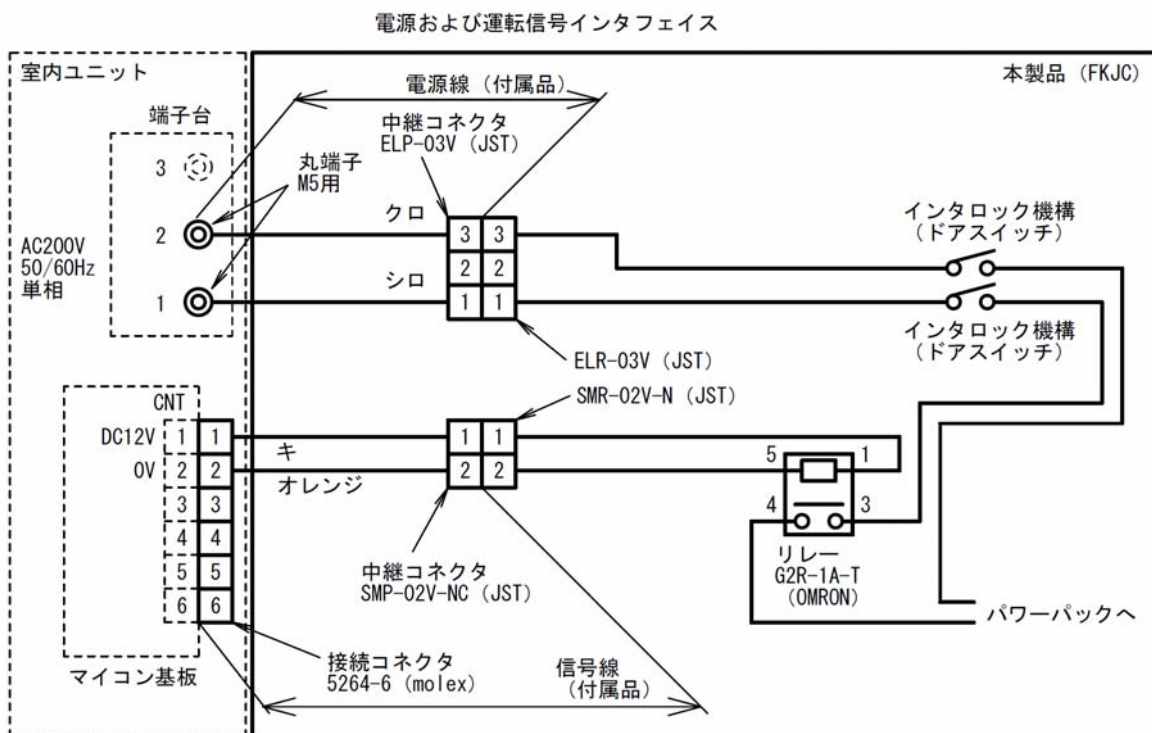 電源および運転信号インタフェイス
室内ユニット
本製品 (FKJC)
電源線 (付属品)
端子台
中継コネクタ
ELP-03V (JST)
3
丸端子
M5用
クロ
2
3 3
インタロック機構
(ドアスイッチ)
AC200V
50/60Hz
単相
2 2
シロ
1
1 1
インタロック機構
(ドアスイッチ)
ELR-03V (JST)
SMR-02V-N (JST)
CNT
DC12V 1 1
キ
1 1
0V 2 2
オレンジ
2 2
5 1
3 3
4 3
4 4
5 5
6 6
中継コネクタ
SMP-02V-NC (JST)
リレー
G2R-1A-T
(OMRON)
パワーパックへ
マイコン基板
接続コネクタ
5264-6 (molex)
信号線
(付属品)